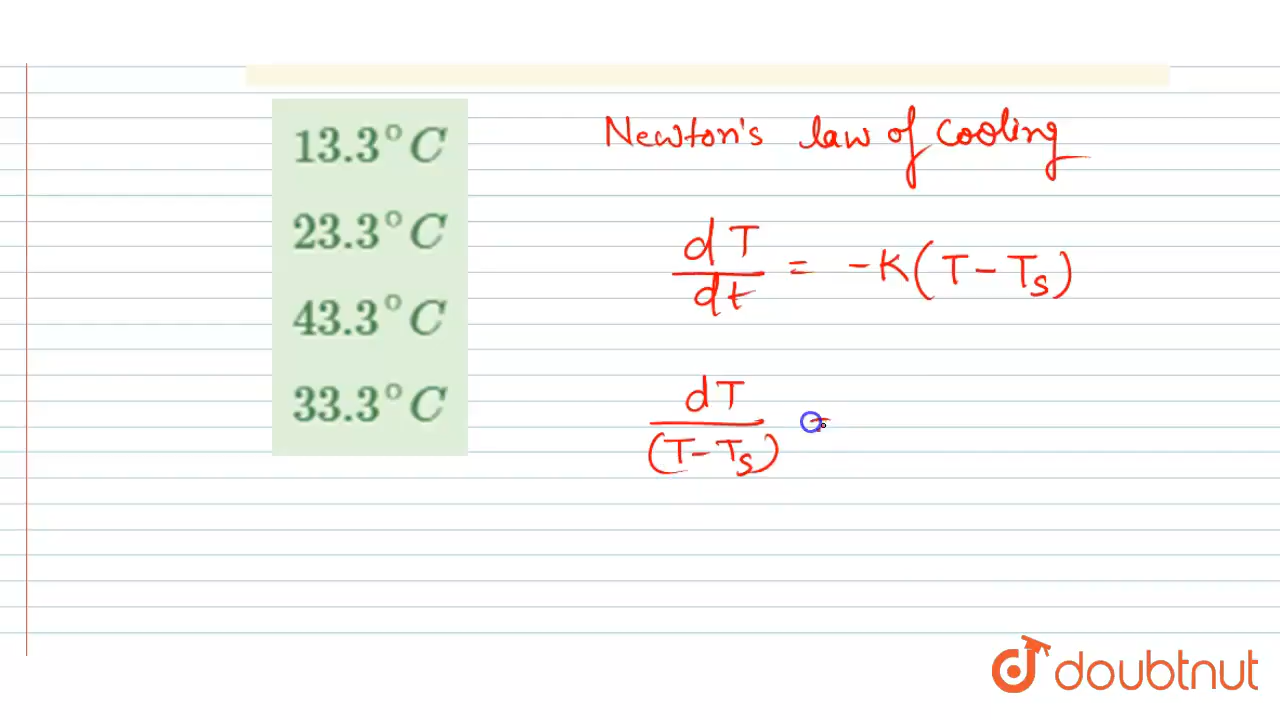 13.3°C
23.3°C
43.3°C
33.3°C
Newton's law of cooling
dT/dt = -K(T-Ts)
dT/(T-Ts) =
doubtnut